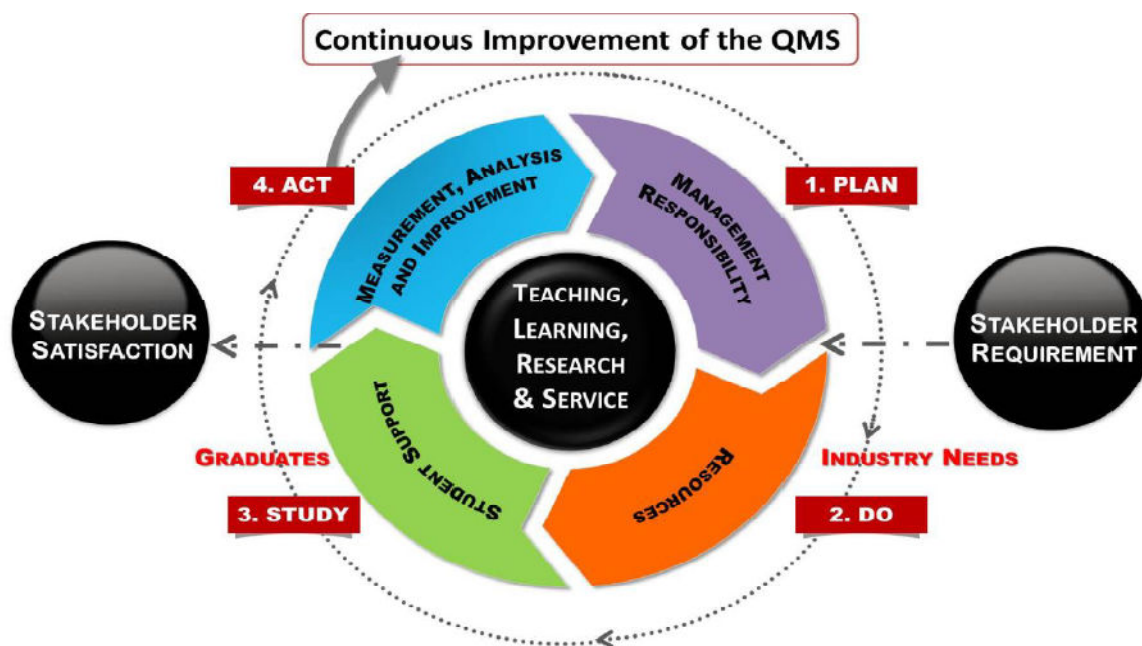 Continuous Improvement of the QMS
4. ACT
1. PLAN
MEASUREMENT, ANALYSIS
AND IMPROVEMENT
MANAGEMENT
RESPONSIBILITY
STAKEHOLDER
SATISFACTION
TEACHING,
LEARNING,
RESEARCH
& SERVICE
STAKEHOLDER
REQUIREMENT
GRADUATES
STUDENT SUPPORT
RESOURCES
INDUSTRY NEEDS
3. STUDY
2. DO